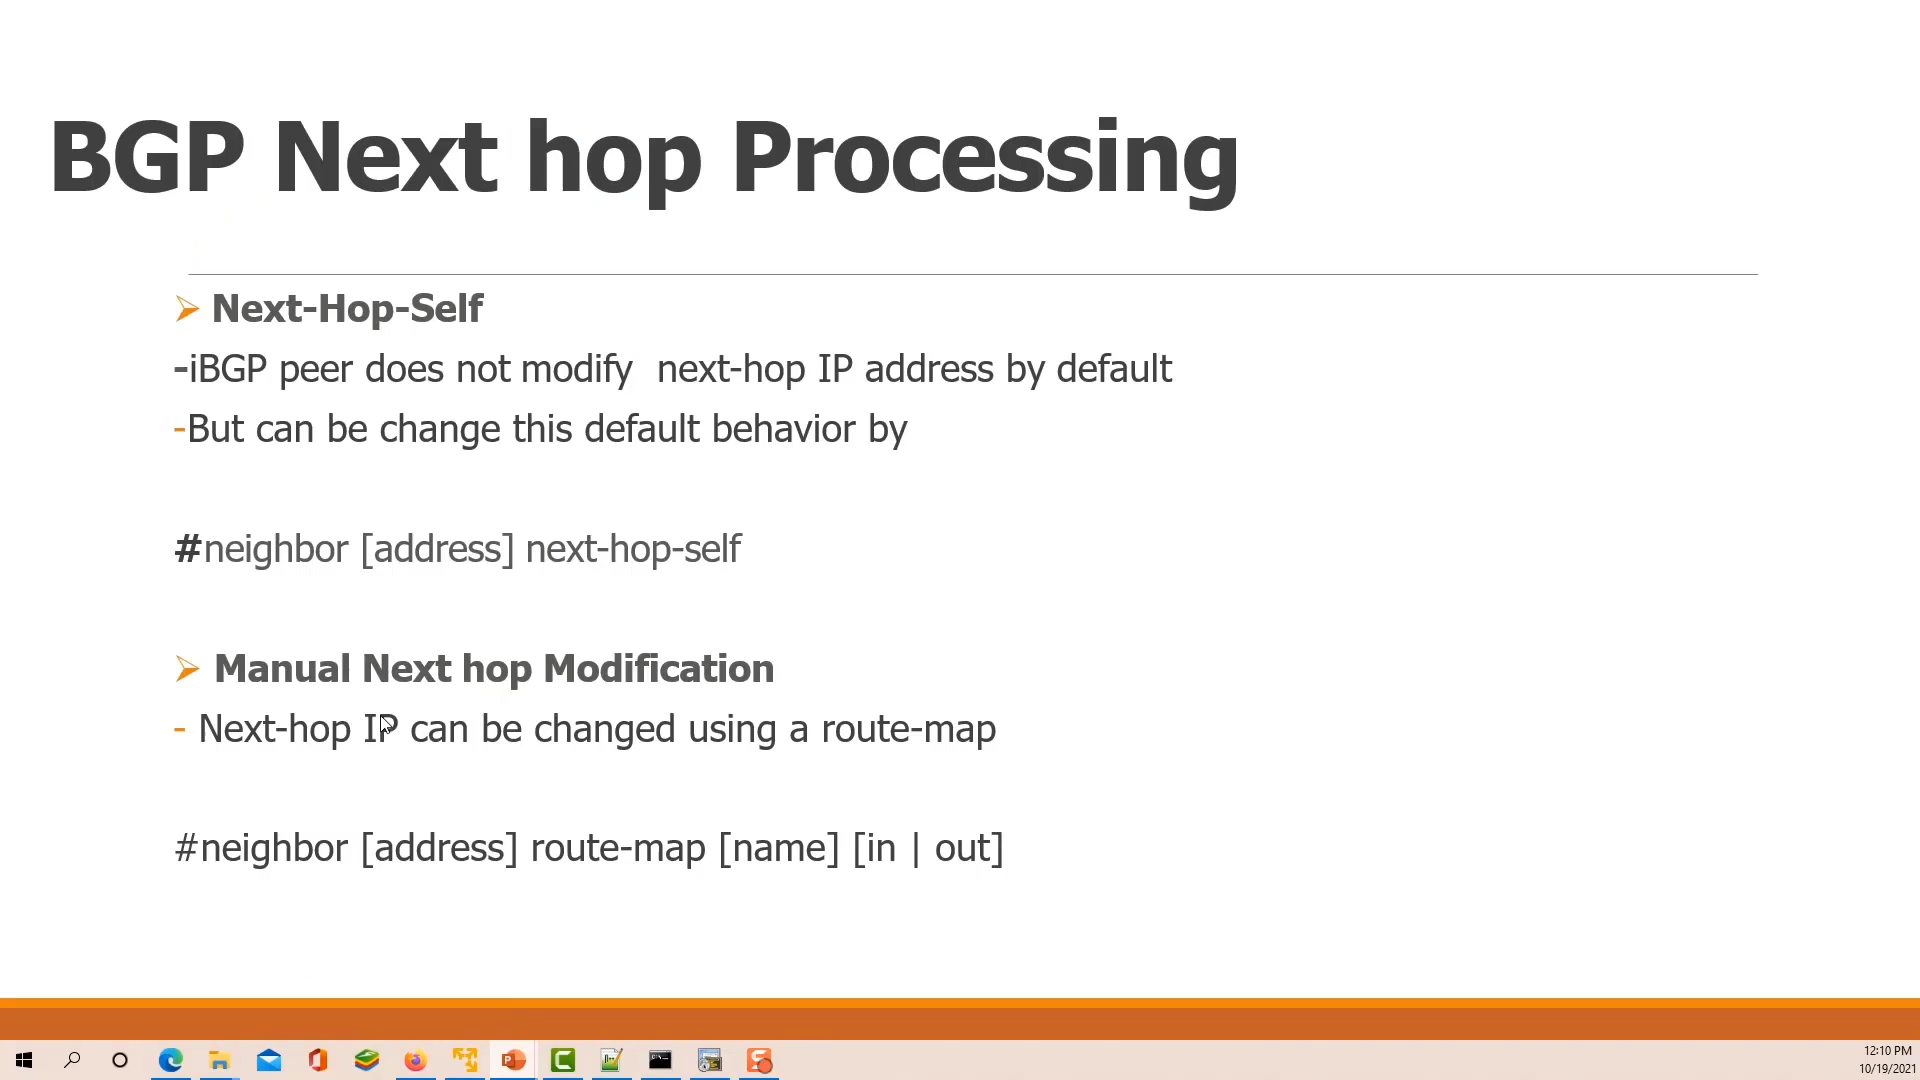 BGP Next hop Processing
Next-Hop-Self
-iBGP peer does not modify  next-hop IP address by default
-But can be change this default behavior by
#neighbor [address] next-hop-self
Manual Next hop Modification
- Next-hop IP can be changed using a route-map
#neighbor [address] route-map [name] [in | out]
12:10 PM
10/19/2021